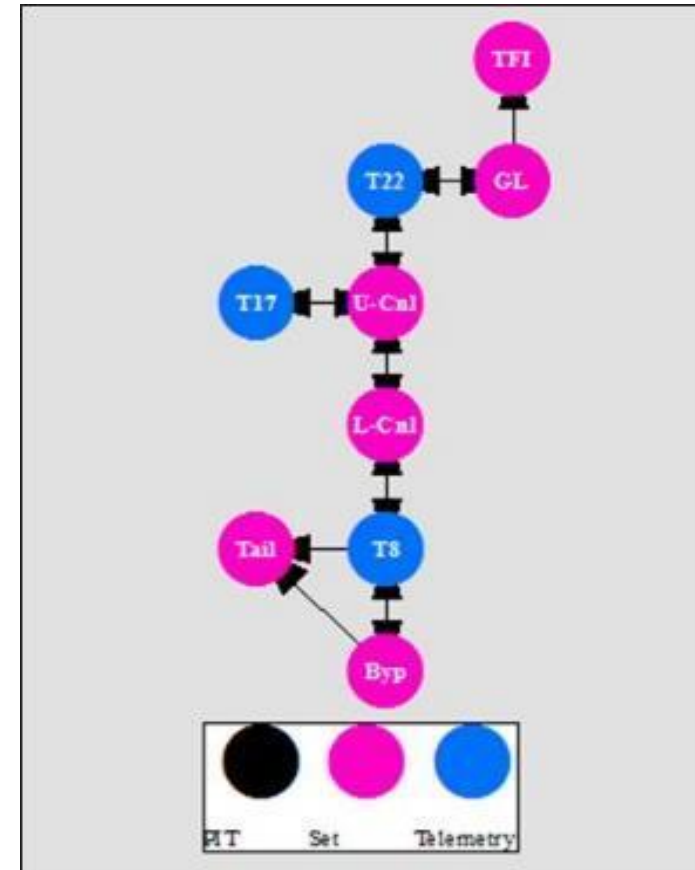 TFI
T22 GL
T17 U-Cnl
L-Cnl
Tail T8
Byp
PIT Set Telemetry